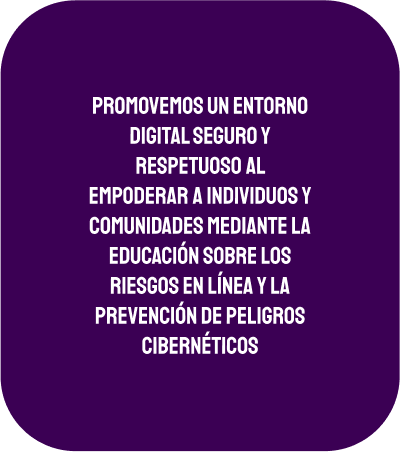 PROMOVEMOS UN ENTORNO
DIGITAL SEGURO Y
RESPETUOSO AL
EMPODERAR A INDIVIDUOS Y
COMUNIDADES MEDIANTE LA
EDUCACIÓN SOBRE LOS
RIESGOS EN LÍNEA Y LA
PREVENCIÓN DE PELIGROS
CIBERNÉTICOS